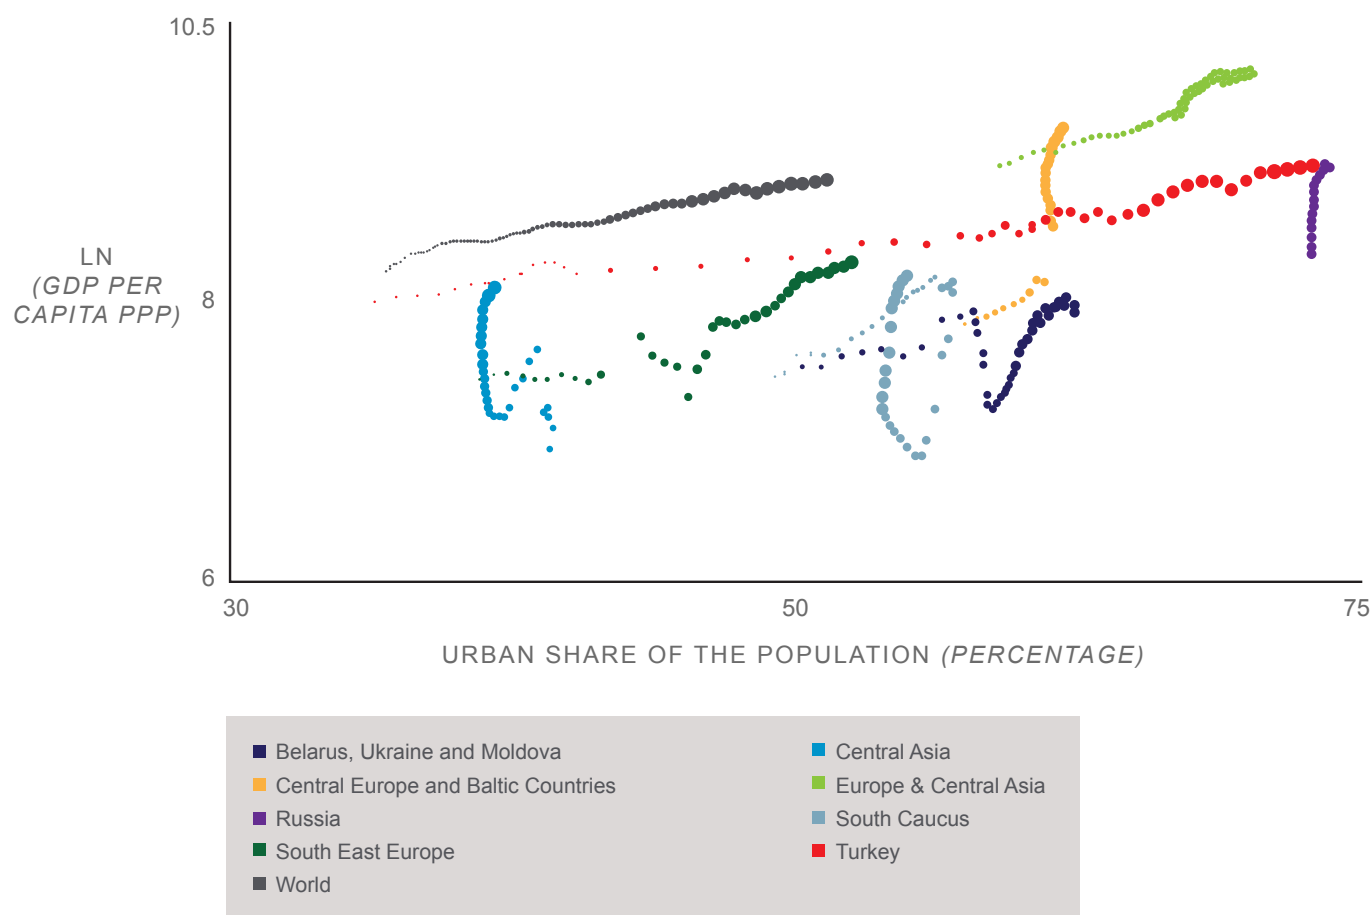 10.5
LN
(GDP PER
CAPITA PPP)
8
6
30
50
75
URBAN SHARE OF THE POPULATION (PERCENTAGE)
Belarus, Ukraine and Moldova
Central Europe and Baltic Countries
Russia
South East Europe
World
Central Asia
Europe & Central Asia
South Caucus
Turkey